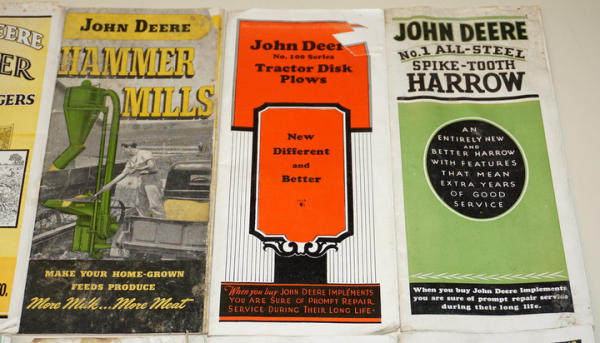 EERE
ER
GERS
CO.
JOHN DEERE
HAMMER
MILLS
MAKE YOUR HOME-GROWN
FEEDS PRODUCE
More Milk...More Meat
John Deer
No. 100 Series
Tractor Disk
Plows
New
Different
and
Better
When you buy JOHN DEERE IMPLEMENTS
YOU ARE SURE OF PROMPT REPAIR
SERVICE DURING THEIR LONG LIFE
JOHN DEERE
No. 1 ALL-STEEL
SPIKE-TOOTH
HARROW
AN
ENTIRELY NEW
AND
BETTER HARROW
WITH FEATURES
THAT MEAN
EXTRA YEARS
OF GOOD
SERVICE
When you buy John Deere Implements
you are sure of prompt repair service
during their long life.